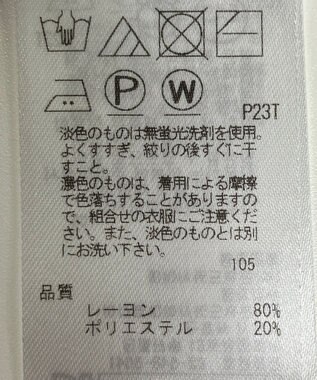 P W P23T
淡色のものは無蛍光洗剤を使用。
よくすすぎ、絞りの後すぐに干
すこと。
濃色のものは、着用による摩擦
で色落ちすることがありますの
で、組合せの衣服にご注意くだ
さい。また、淡色のものとは別
にお洗い下さい。
105
品質
レーヨン 80%
ポリエステル 20%